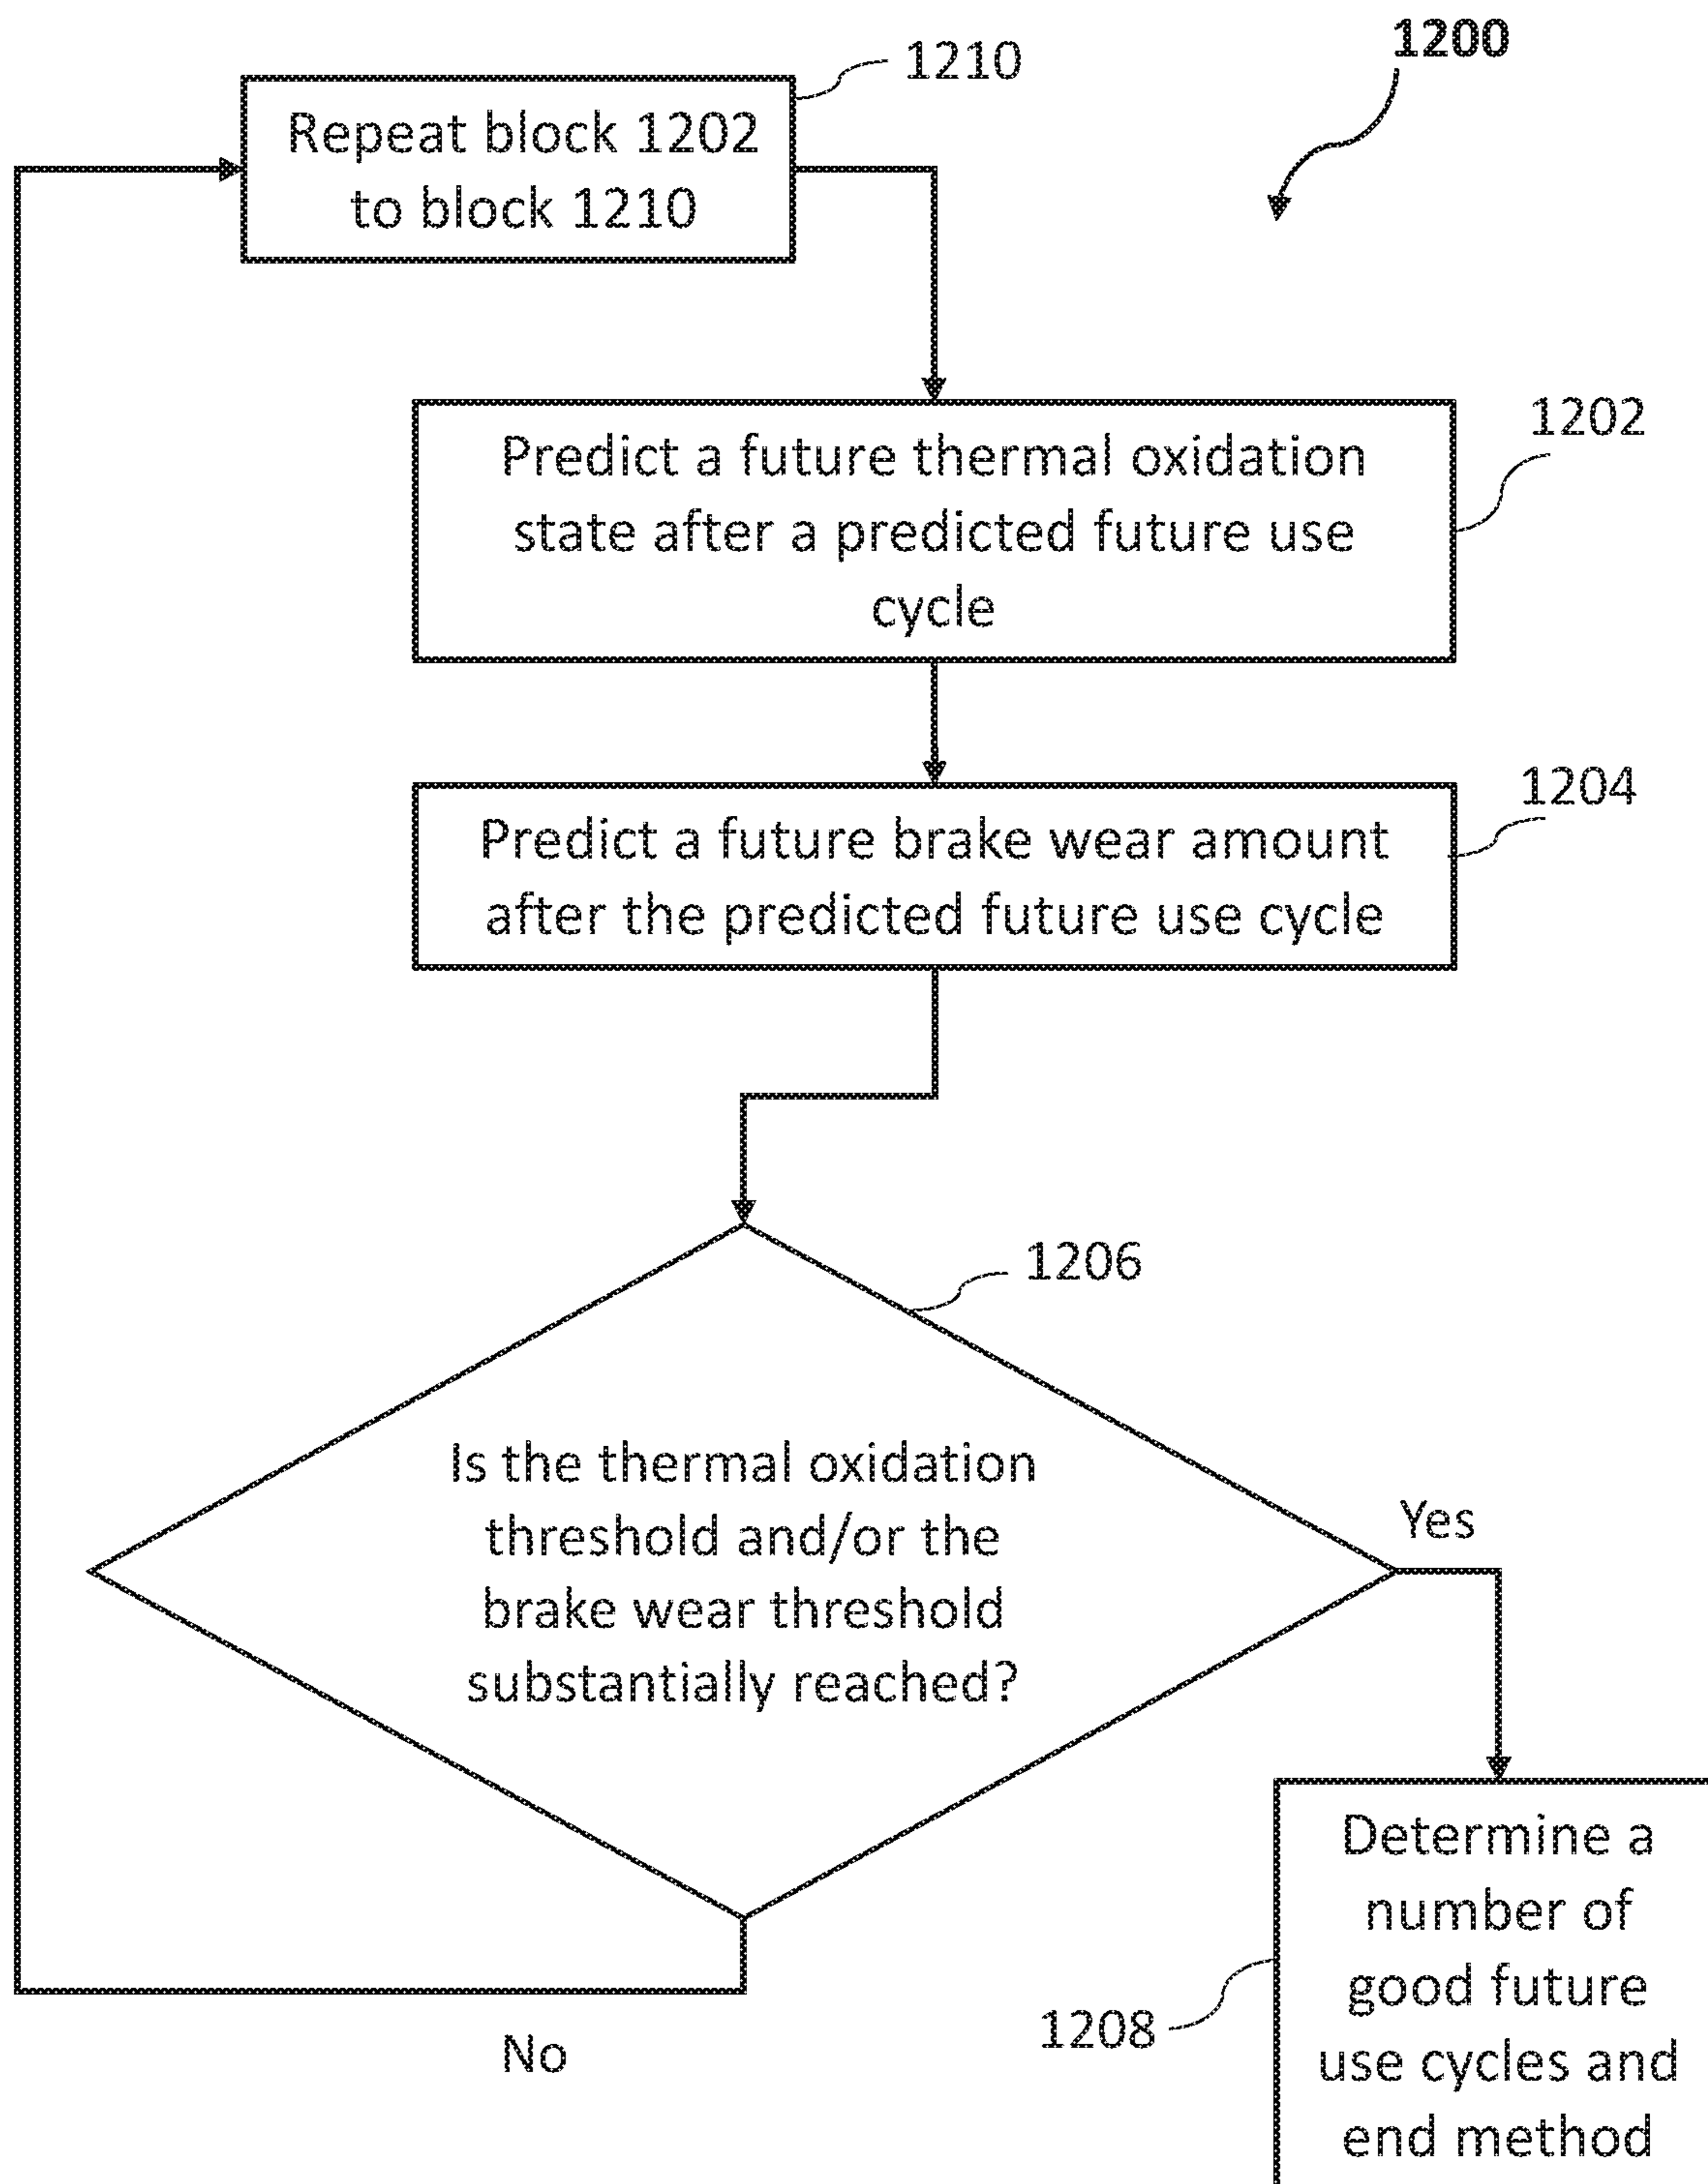 1200
1210
Repeat block 1202
to block 1210
1202
Predict a future thermal oxidation
state after a predicted future use
cycle
1204
Predict a future brake wear amount
after the predicted future use cycle
1206
Is the thermal oxidation
threshold and/or the
brake wear threshold
substantially reached?
Yes
No
1208
Determine a
number of
good future
use cycles and
end method